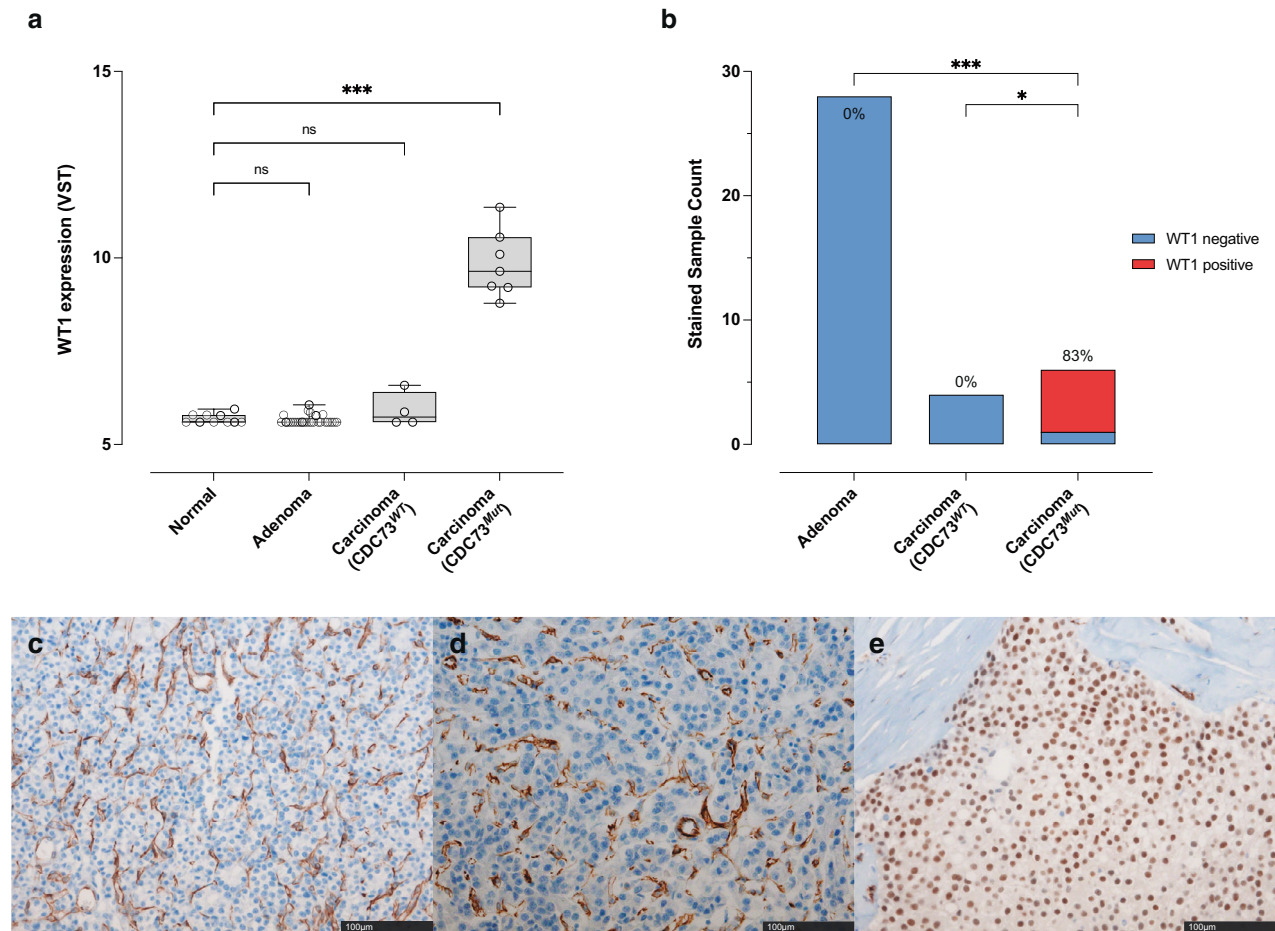 a
15
10
5
WT1 expression (VST)
***
ns
ns
Normal
Adenoma
Carcinoma
(CDC73WT)
Carcinoma
(CDC73Mut)
b
30
20
10
0
Stained Sample Count
***
*
0%
0%
83%
WT1 negative
WT1 positive
Adenoma
Carcinoma
(CDC73WT)
Carcinoma
(CDC73Mut)
c
100μm
d
100μm
e
100μm